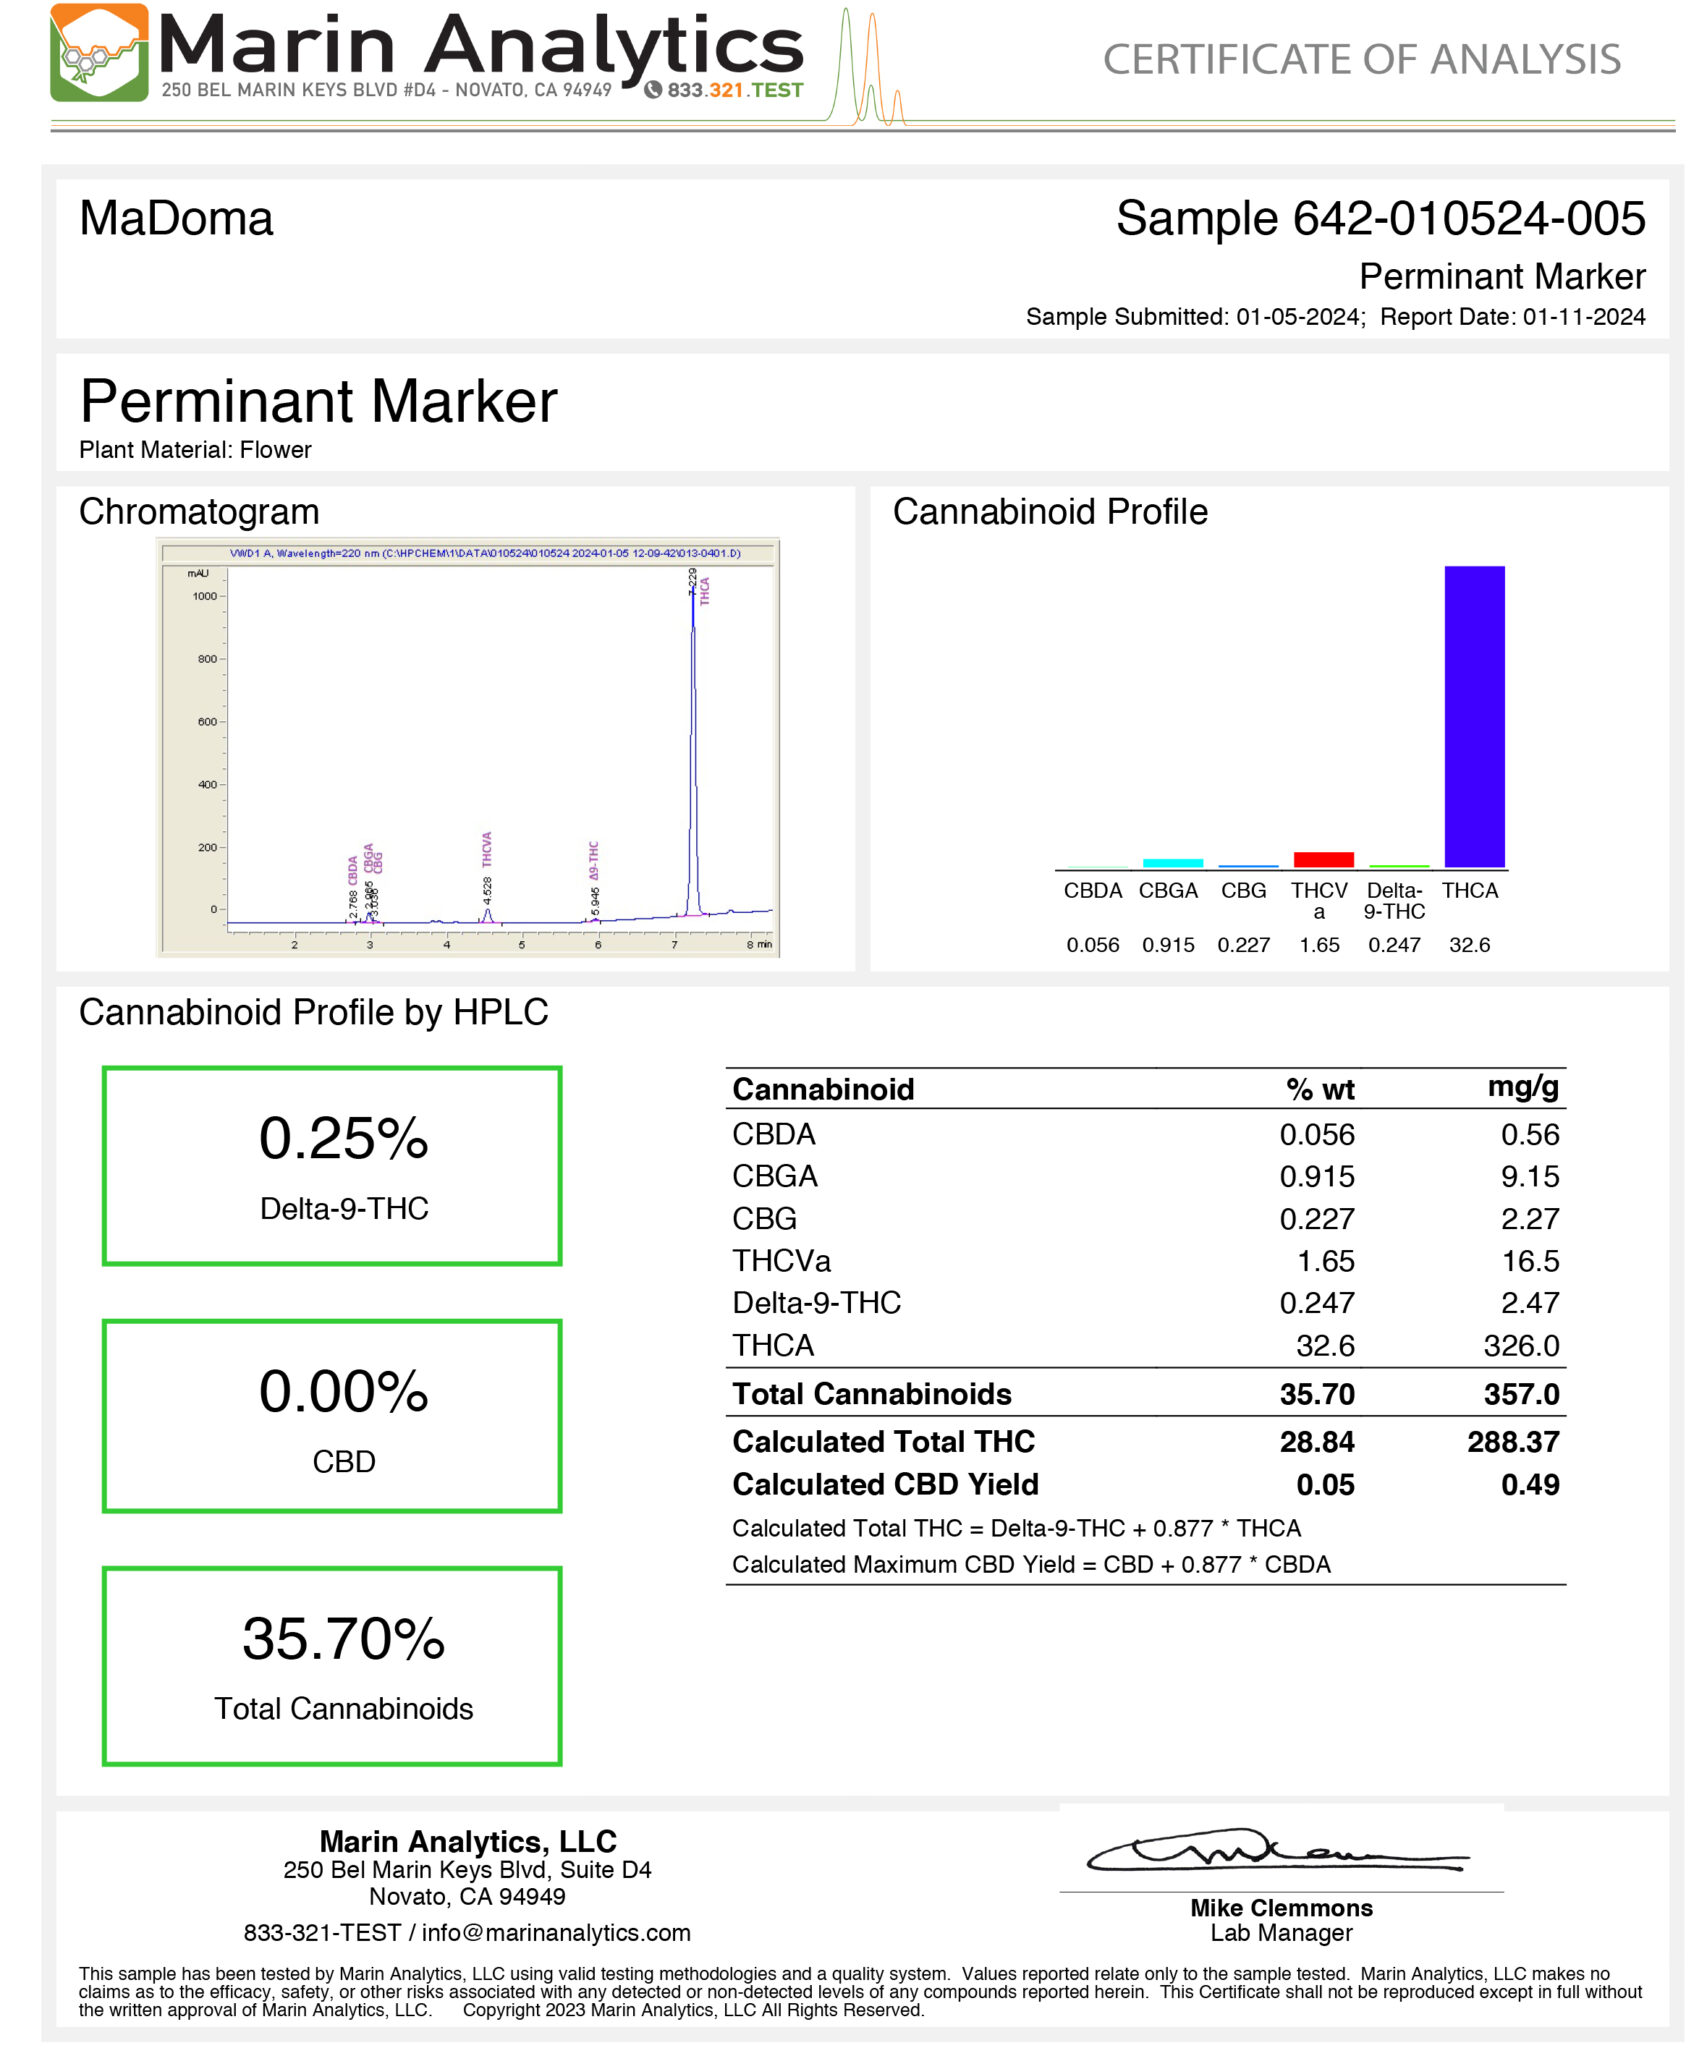 Marin Analytics
250 BEL MARIN KEYS BLVD #D4 - NOVATO, CA 94949 833.321.TEST
CERTIFICATE OF ANALYSIS
MaDoma
Sample 642-010524-005
Perminant Marker
Sample Submitted: 01-05-2024; Report Date: 01-11-2024
Perminant Marker
Plant Material: Flower
Chromatogram
VWD1 A, Wavelength=220 nm (C:\HPCHEM\1\DATA\010524\010524 2024-01-05 12-09-42\013-0401.D)
mAU
1000
800
600
400
200
0
2.768 CBDA
2.965 CBGA
3.036 CBG
4.528 THCVA
5.945 Δ9-THC
7.229 THCA
2 3 4 5 6 7 8 min
Cannabinoid Profile
CBDA CBGA CBG THCV Delta- THCA
a 9-THC
0.056 0.915 0.227 1.65 0.247 32.6
Cannabinoid Profile by HPLC
0.25%
Delta-9-THC
0.00%
CBD
35.70%
Total Cannabinoids
Cannabinoid % wt mg/g
CBDA 0.056 0.56
CBGA 0.915 9.15
CBG 0.227 2.27
THCVa 1.65 16.5
Delta-9-THC 0.247 2.47
THCA 32.6 326.0
Total Cannabinoids 35.70 357.0
Calculated Total THC 28.84 288.37
Calculated CBD Yield 0.05 0.49
Calculated Total THC = Delta-9-THC + 0.877 * THCA
Calculated Maximum CBD Yield = CBD + 0.877 * CBDA
Marin Analytics, LLC
250 Bel Marin Keys Blvd, Suite D4
Novato, CA 94949
833-321-TEST / info@marinanalytics.com
Mike Clemmons
Lab Manager
This sample has been tested by Marin Analytics, LLC using valid testing methodologies and a quality system. Values reported relate only to the sample tested. Marin Analytics, LLC makes no
claims as to the efficacy, safety, or other risks associated with any detected or non-detected levels of any compounds reported herein. This Certificate shall not be reproduced except in full without
the written approval of Marin Analytics, LLC. Copyright 2023 Marin Analytics, LLC All Rights Reserved.